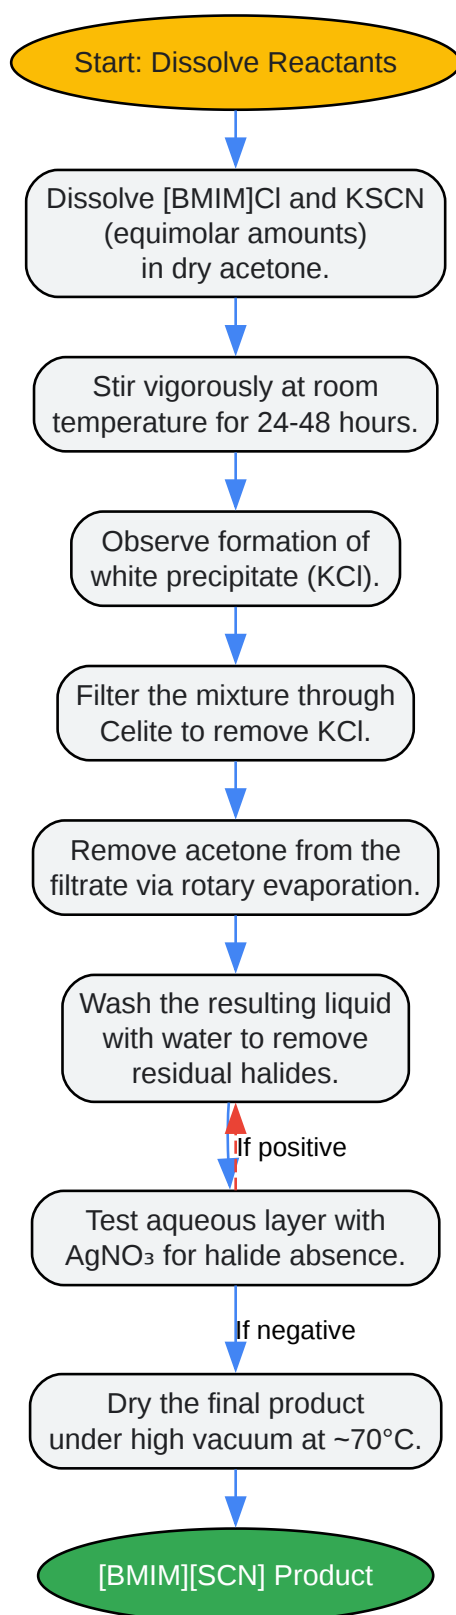 Start: Dissolve Reactants
Dissolve [BMIM]Cl and KSCN
(equimolar amounts)
in dry acetone.
Stir vigorously at room
temperature for 24-48 hours.
Observe formation of
white precipitate (KCl).
Filter the mixture through
Celite to remove KCl.
Remove acetone from the
filtrate via rotary evaporation.
Wash the resulting liquid
with water to remove
residual halides.
If positive
Test aqueous layer with
AgNO₃ for halide absence.
If negative
Dry the final product
under high vacuum at ~70°C.
[BMIM][SCN] Product